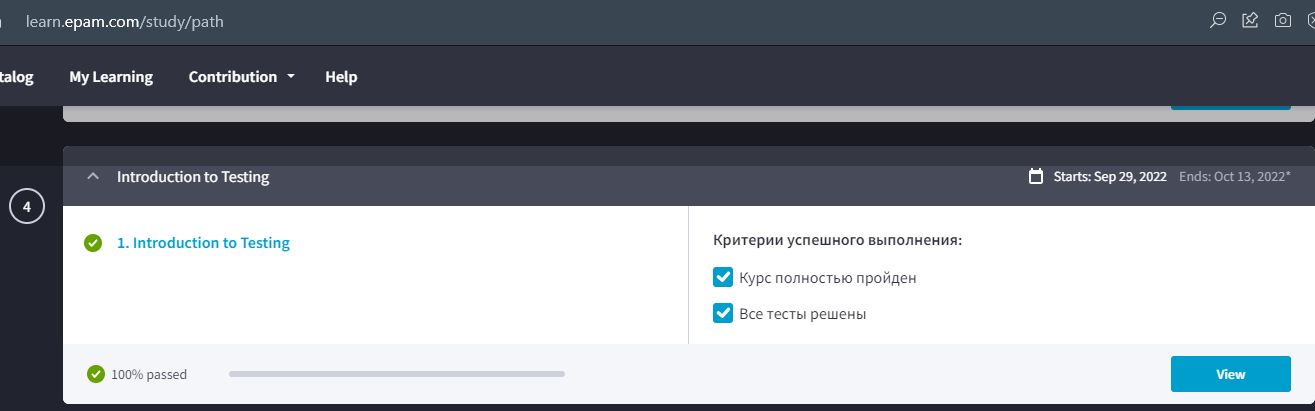 learn.epam.com/study/path
talog My Learning Contribution Help
Introduction to Testing Starts: Sep 29, 2022 Ends: Oct 13, 2022*
4
1. Introduction to Testing
Критерии успешного выполнения:
Курс полностью пройден
Все тесты решены
100% passed View